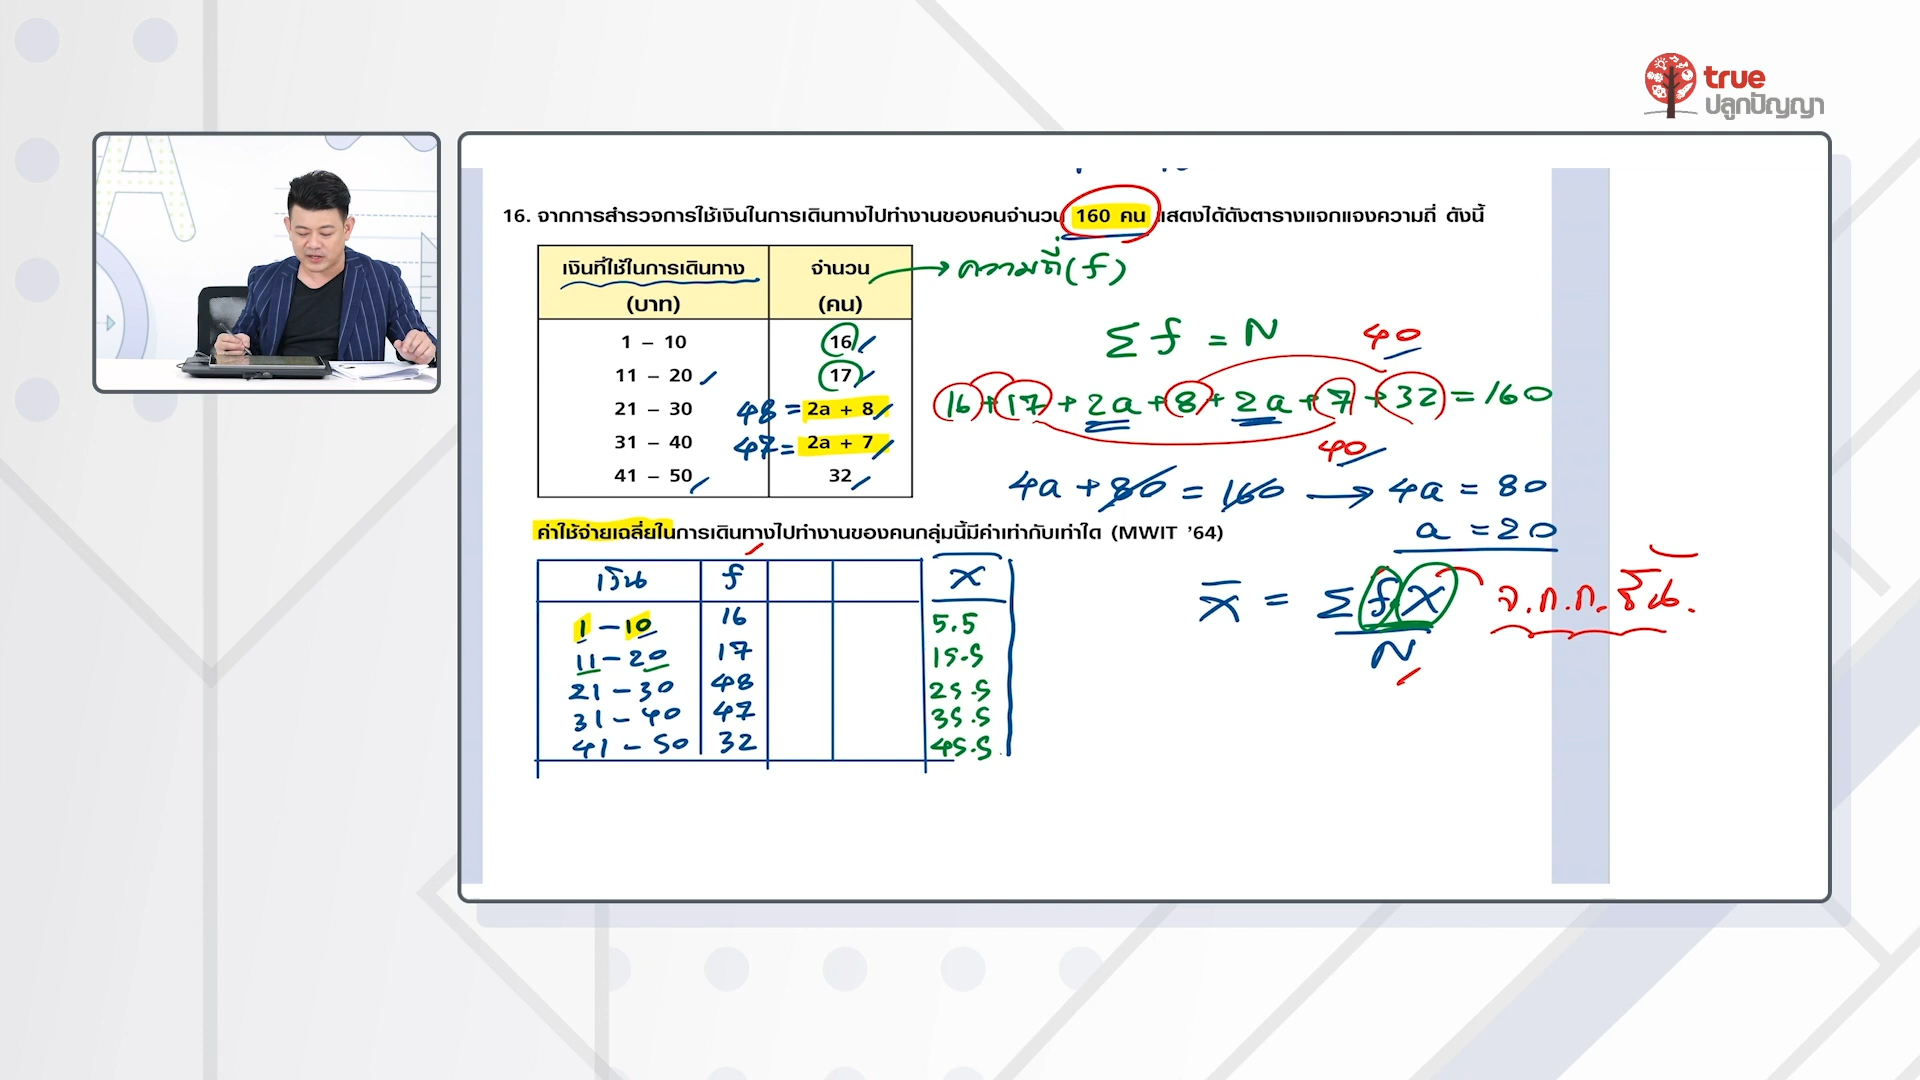 true
ปลูกปัญญา
16. จากการสำรวจการใช้เงินในการเดินทางไปทำงานของคนจำนวน 160 คน แสดงได้ดังตารางแจกแจงความถี่ ดังนี้
เงินที่ใช้ในการเดินทาง (บาท) จำนวน (คน) → ความถี่ (f)
1 – 10 16
11 – 20 17
21 – 30 48 = 2a + 8
31 – 40 47 = 2a + 7
41 – 50 32
Σ f = N
40
16 + 17 + 2a + 8 + 2a + 7 + 32 = 160
40
4a + 80 = 160 → 4a = 80
a = 20
ค่าใช้จ่ายเฉลี่ยในการเดินทางไปทำงานของคนกลุ่มนี้มีค่าเท่ากับเท่าใด (MWIT ’64)
เงิน f x
1 – 10 16 5.5
11 – 20 17 15.5
21 – 30 48 25.5
31 – 40 47 35.5
41 – 50 32 45.5
x̄ = Σ f x จ.ก.ก. ชั้น.
N
A